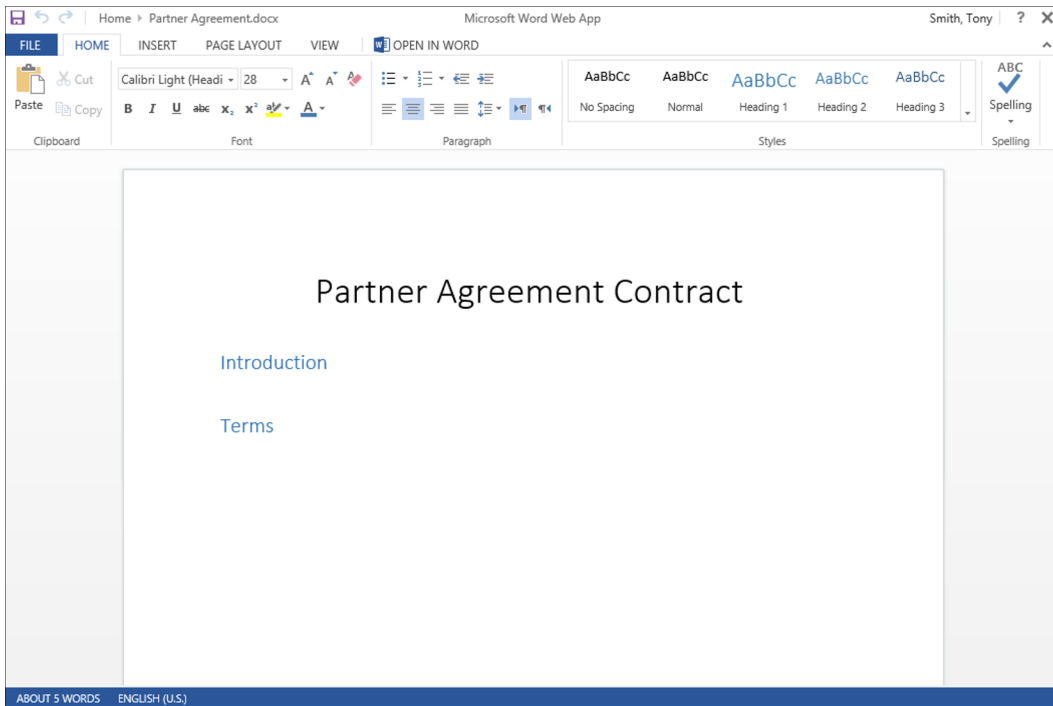 Home ▸ Partner Agreement.docx Microsoft Word Web App Smith, Tony ? X
FILE HOME INSERT PAGE LAYOUT VIEW OPEN IN WORD
Calibri Light (Headi 28 A A AaBbCc AaBbCc AaBbCc AaBbCc AaBbCc ABC
Cut
Paste Copy B I U abc x₂ x² A No Spacing Normal Heading 1 Heading 2 Heading 3 Spelling
Clipboard Font Paragraph Styles Spelling
Partner Agreement Contract
Introduction
Terms
ABOUT 5 WORDS ENGLISH (U.S.)